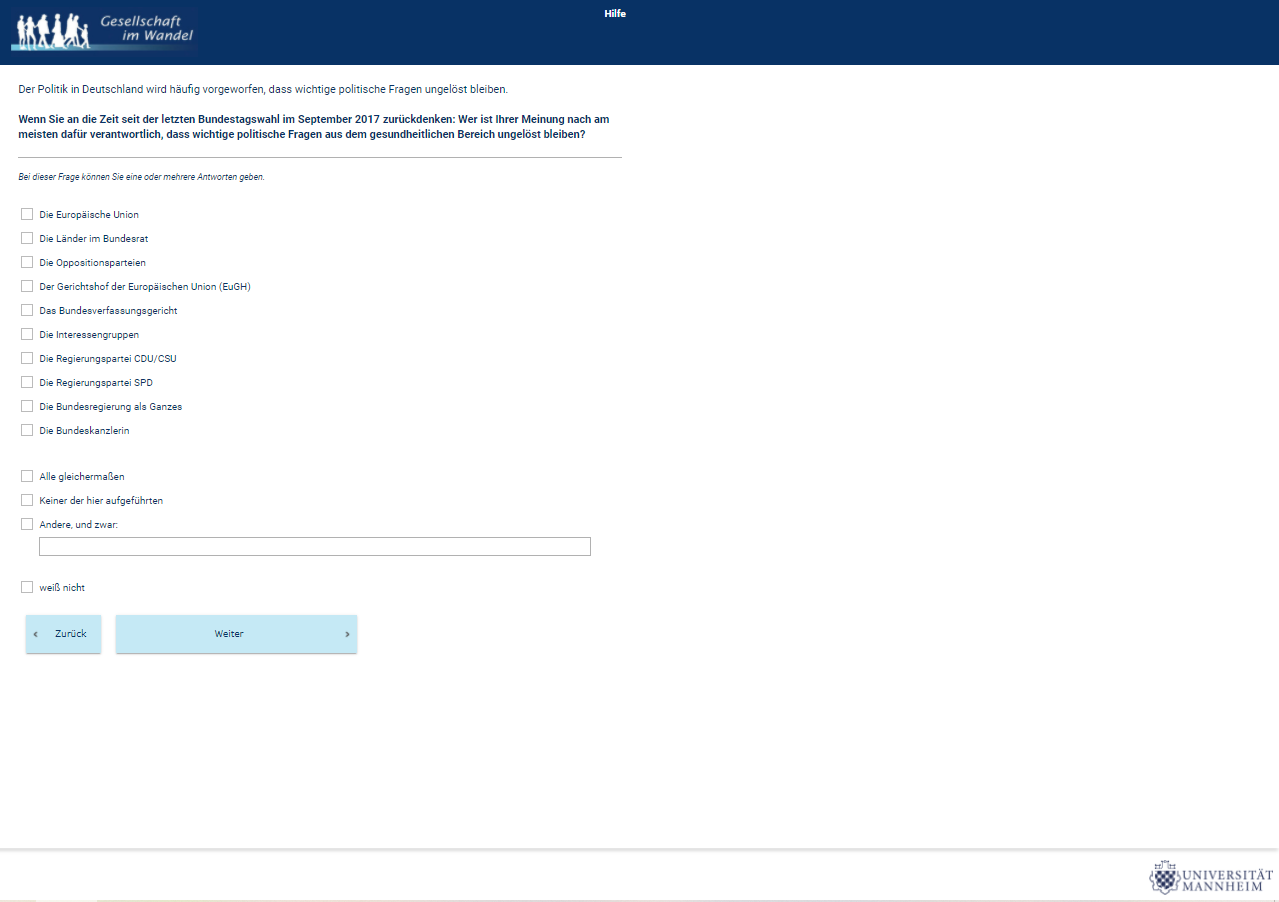 Gesellschaft
im Wandel
Hilfe
Der Politik in Deutschland wird häufig vorgeworfen, dass wichtige politische Fragen ungelöst bleiben.
Wenn Sie an die Zeit seit der letzten Bundestagswahl im September 2017 zurückdenken: Wer ist Ihrer Meinung nach am
meisten dafür verantwortlich, dass wichtige politische Fragen aus dem gesundheitlichen Bereich ungelöst bleiben?
Bei dieser Frage können Sie eine oder mehrere Antworten geben.
Die Europäische Union
Die Länder im Bundesrat
Die Oppositionsparteien
Der Gerichtshof der Europäischen Union (EuGH)
Das Bundesverfassungsgericht
Die Interessengruppen
Die Regierungspartei CDU/CSU
Die Regierungspartei SPD
Die Bundesregierung als Ganzes
Die Bundeskanzlerin
Alle gleichermaßen
Keiner der hier aufgeführten
Andere, und zwar:
weiß nicht
‹ Zurück
Weiter ›
UNIVERSITÄT
MANNHEIM